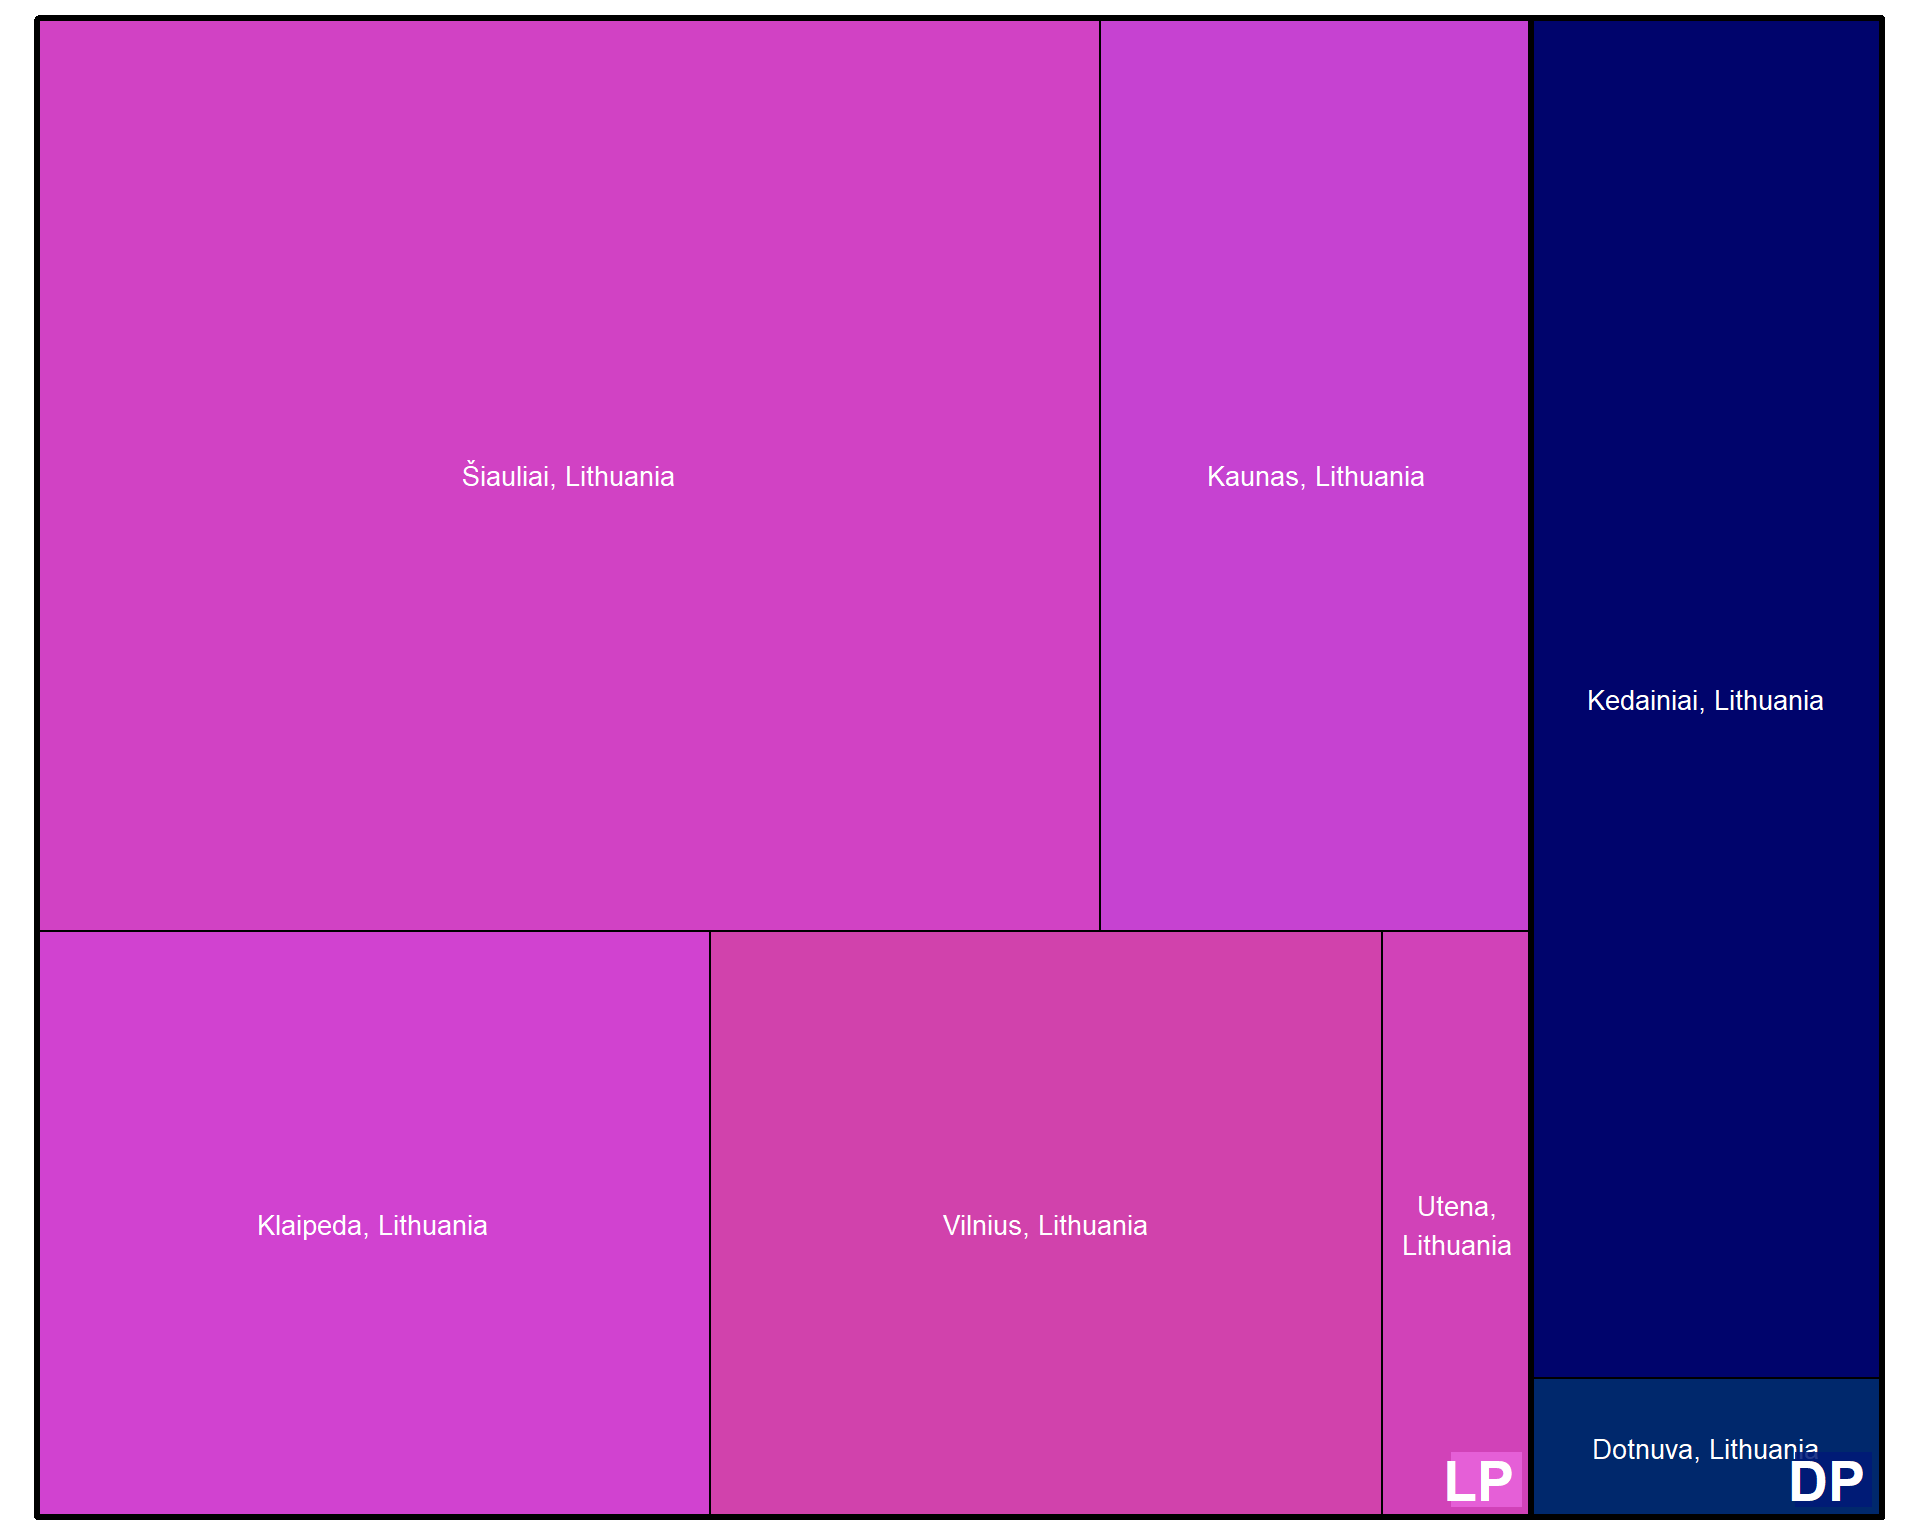 Šiauliai, Lithuania
Kaunas, Lithuania
Kedainiai, Lithuania
Klaipeda, Lithuania
Vilnius, Lithuania
Utena,
Lithuania
Dotnuva, Lithuania
LP
DP